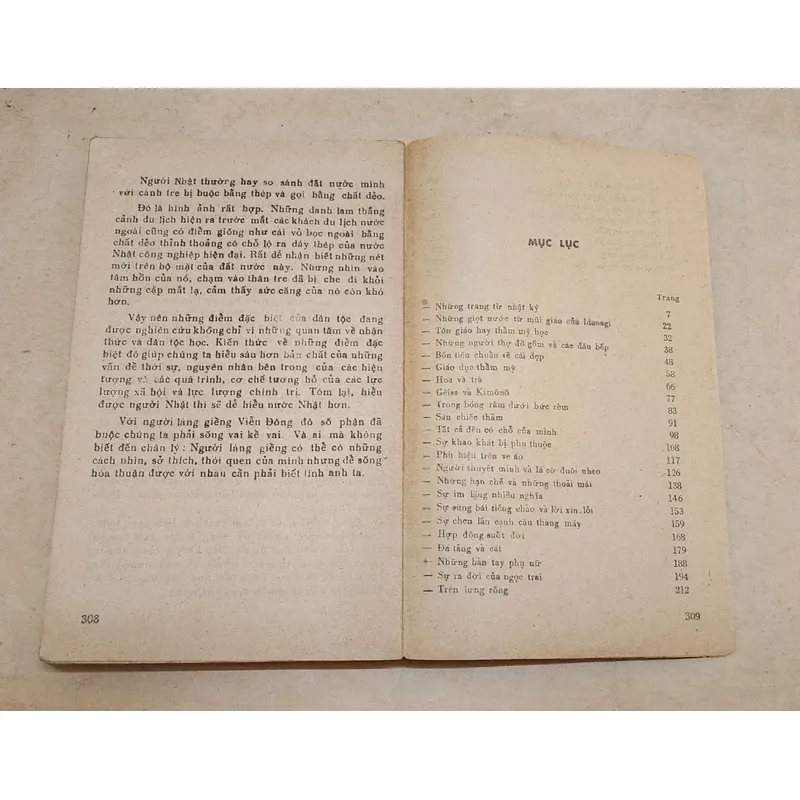 Người Nhật thường hay so sánh đất nước mình
với cành tre bị buộc bằng thép và gọi bằng chất dẻo.
Đó là hình ảnh rất hợp. Những danh lam thắng
cảnh du lịch hiện ra trước mắt các khách du lịch nước
ngoài cũng có điểm giống như cái vỏ bọc ngoài bằng
chất dẻo thỉnh thoảng có chỗ lộ ra dây thép của nước
Nhật công nghiệp hiện đại. Rất dễ nhận biết những nét
mới trên bộ mặt của đất nước này. Nhưng nhìn vào
tâm hồn của nó, chạm vào thân tre đã bị che đi khỏi
những cặp mắt lạ, cảm thấy sức căng của nó còn khó
hơn.
Vậy nên những điểm đặc biệt của dân tộc đang
được nghiên cứu không chỉ vì những quan tâm về nhận
thức và dân tộc học. Kiến thức về những điểm đặc
biệt đó giúp chúng ta hiểu sâu hơn bản chất của những
vấn đề thời sự, nguyên nhân bên trong của các hiện
tượng và các quá trình, cơ chế tương hỗ của các lực
lượng xã hội và lực lượng chính trị. Tóm lại, hiểu
được người Nhật thì sẽ dễ hiểu nước Nhật hơn.
Với người láng giềng Viễn Đông đó số phận đã
buộc chúng ta phải sống vai kề vai. Và ai mà không
biết đến chân lý : Người láng giềng có thể có những
cách nhìn, sở thích, thói quen của mình nhưng để sống
hòa thuận được với nhau cần phải biết tính anh ta.
308
MỤC LỤC
Trang
— Những trang từ nhật ký 7
— Những giọt nước từ mũi giáo của Idanagi 22
— Tôn giáo hay thẩm mỹ học 32
— Những người thợ đồ gốm và các đầu bếp 38
— Bốn tiêu chuẩn về cái đẹp 48
— Giáo dục thẩm mỹ 58
— Hoa và trà 66
— Gêisa và Kimônô 77
— Trong bóng râm dưới bức rèm 83
— Sáu chiếc thảm 91
— Tất cả đều có chỗ của mình 98
— Sự khao khát bị phụ thuộc 108
— Phù hiệu trên ve áo 117
— Người thuyết minh và lá cờ đuôi nheo 126
— Những hạn chế và những thoải mái 138
— Sự im lặng nhiều nghĩa 146
— Sự sùng bái tiếng chào và lời xin lỗi 153
— Sự chen lấn cạnh cầu thang máy 159
— Hợp đồng suốt đời 168
— Đá tảng và cát 179
— Những bàn tay phụ nữ 188
— Sự ra đời của ngọc trai 194
— Trên lưng rồng 212
309